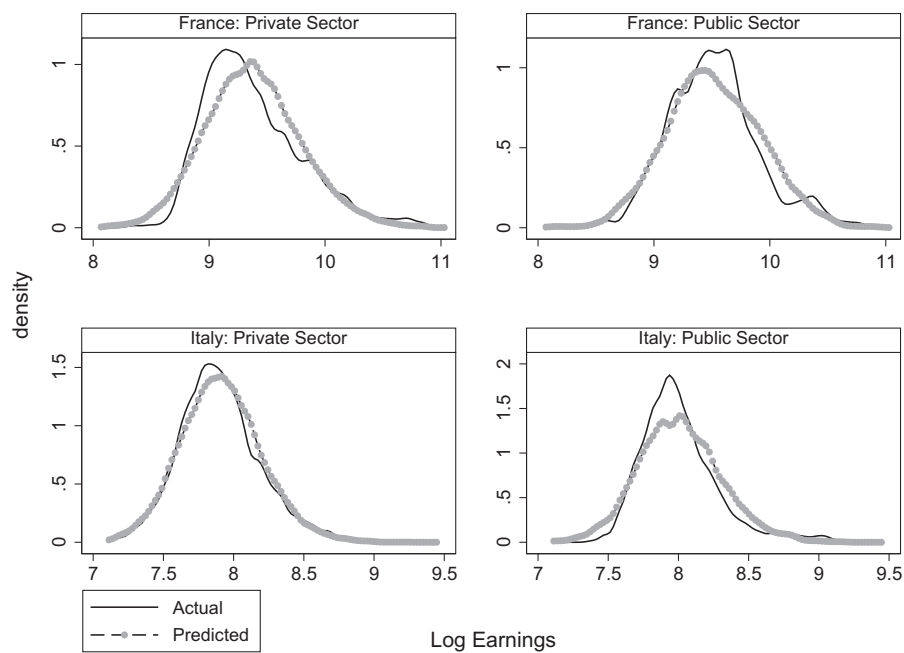 France: Private Sector
France: Public Sector
1
.5
0
8 9 10 11
1
.5
0
8 9 10 11
density
Italy: Private Sector
Italy: Public Sector
1.5
1
.5
0
7 7.5 8 8.5 9 9.5
2
1.5
1
.5
0
7 7.5 8 8.5 9 9.5
Actual
Predicted
Log Earnings